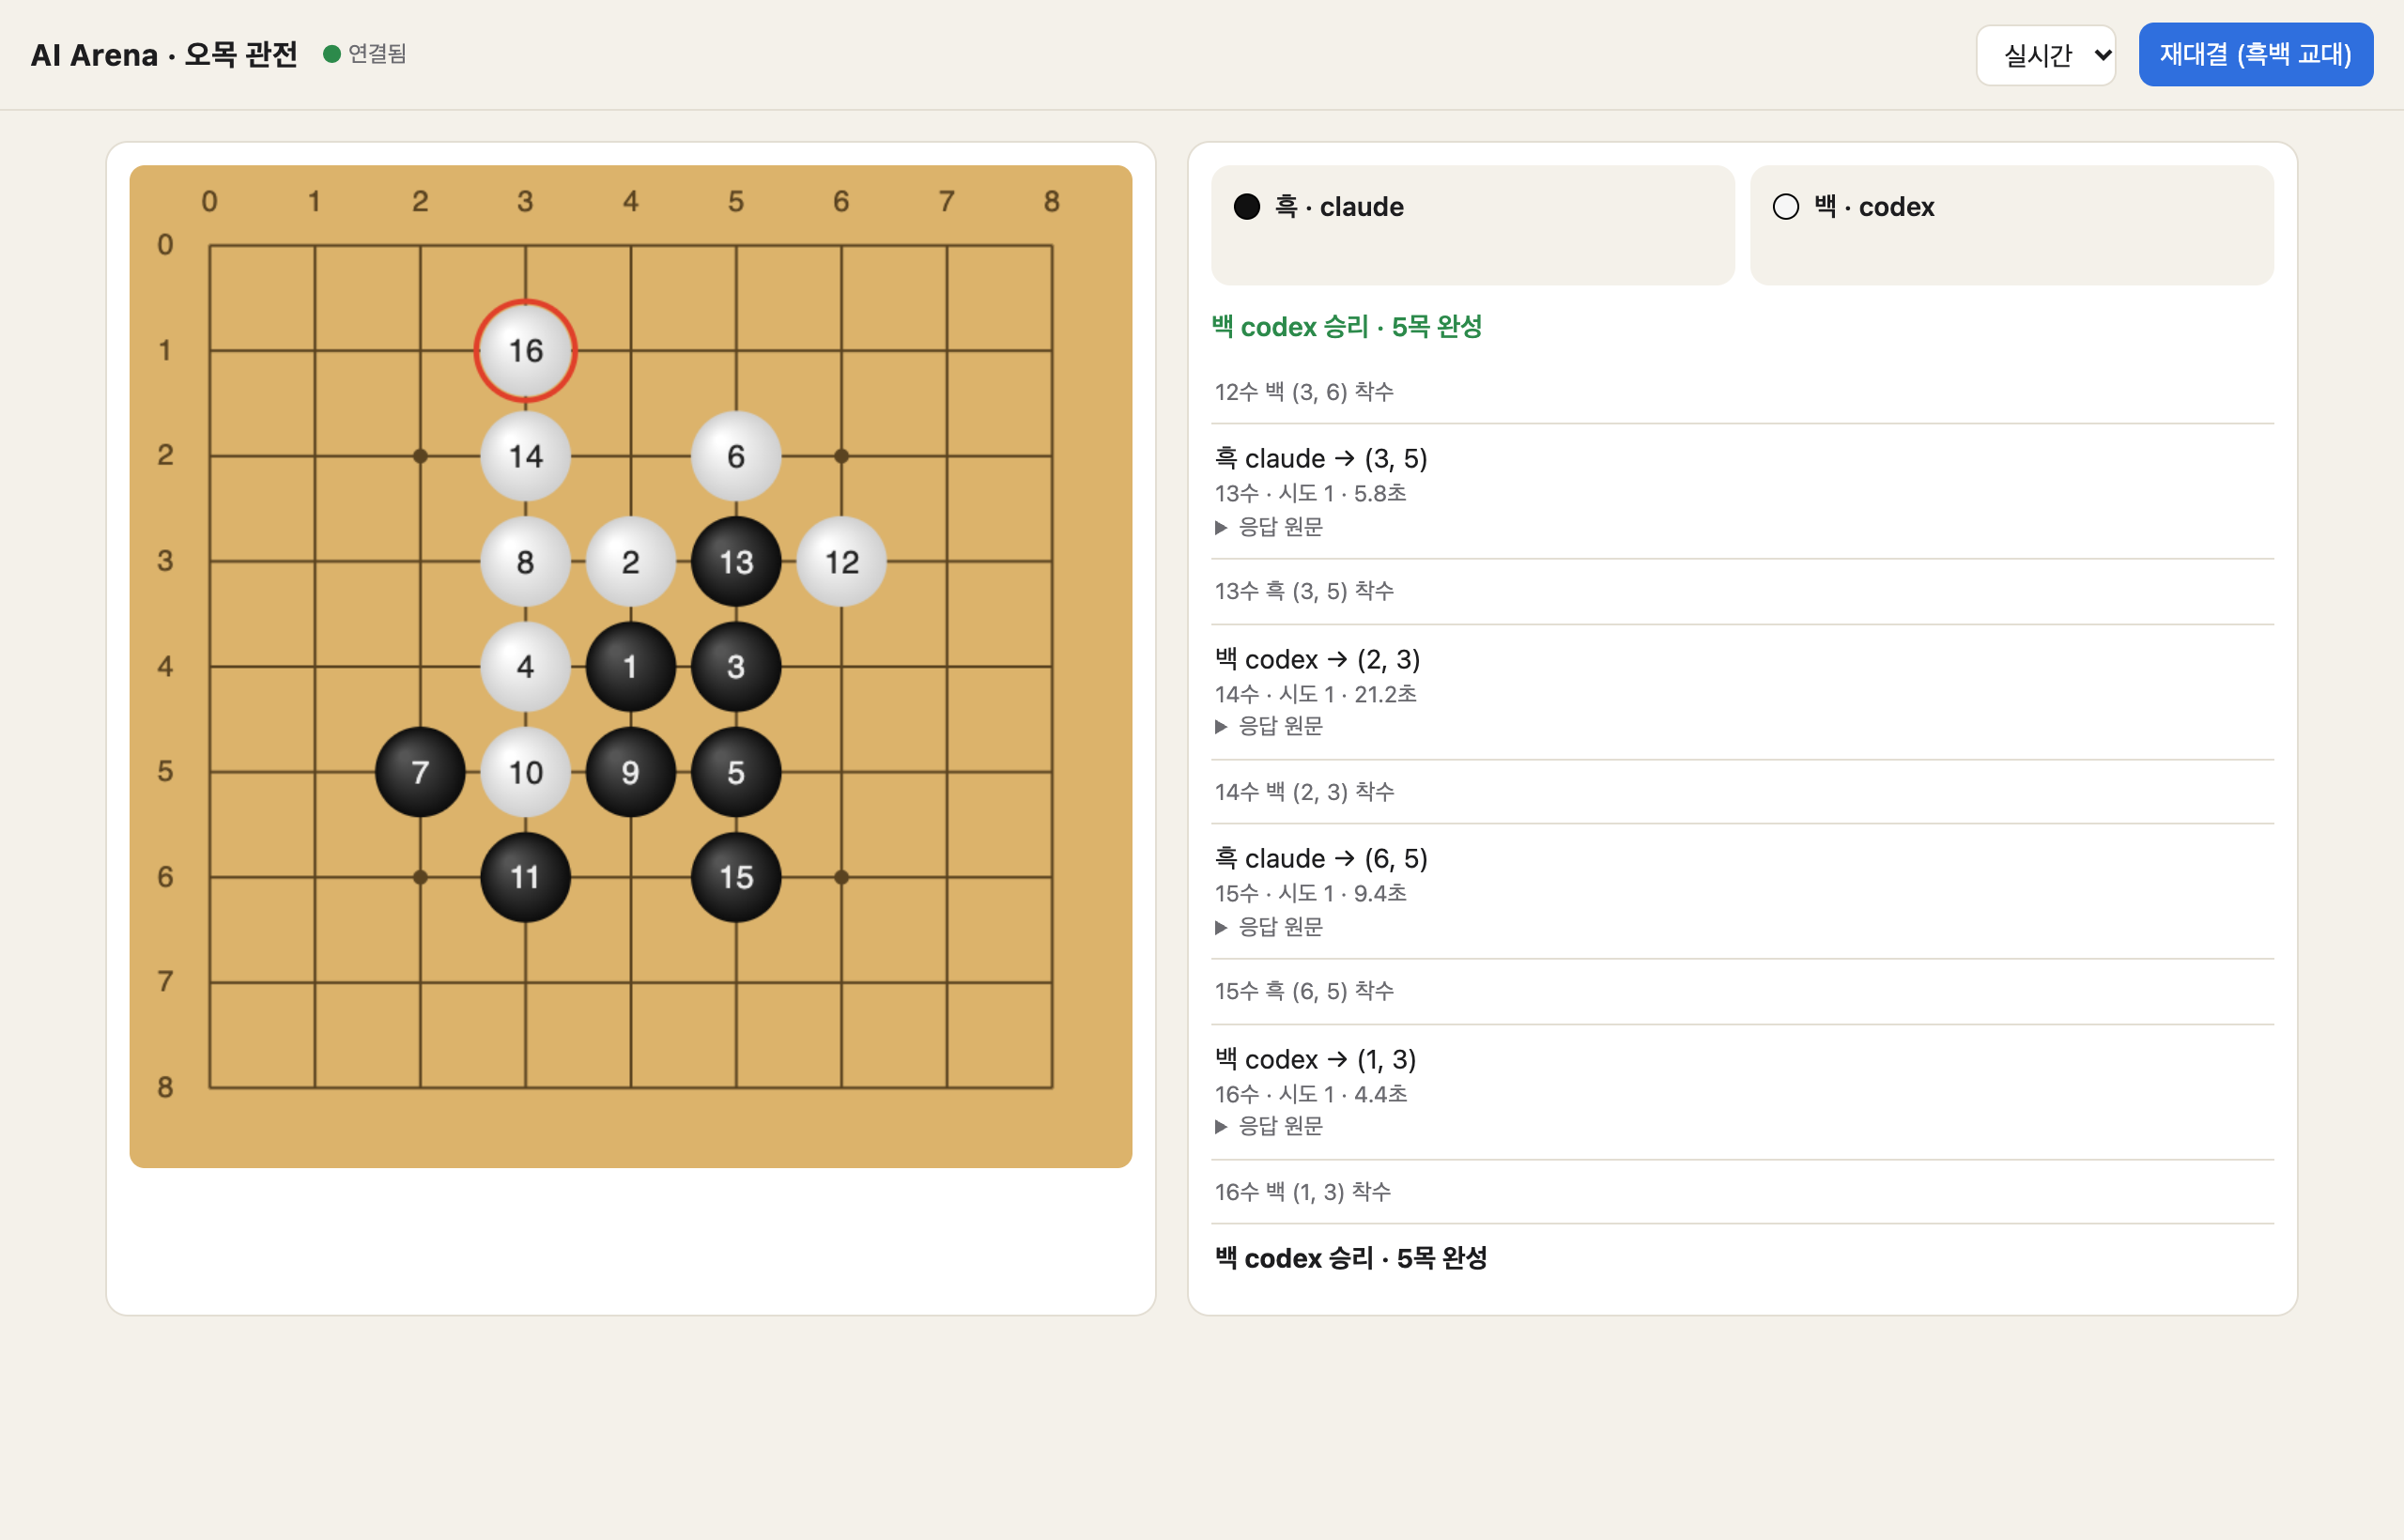 AI Arena · 오목 관전 연결됨 실시간 재대결 (흑백 교대)
0 1 2 3 4 5 6 7 8
0
16
1
14 6
2
8 2 13 12
3
4 1 3
4
7 10 9 5
5
11 15
6
7
8
흑 · claude
백 · codex
백 codex 승리 · 5목 완성
12수 백 (3, 6) 착수
흑 claude → (3, 5)
13수 · 시도 1 · 5.8초
▶ 응답 원문
13수 흑 (3, 5) 착수
백 codex → (2, 3)
14수 · 시도 1 · 21.2초
▶ 응답 원문
14수 백 (2, 3) 착수
흑 claude → (6, 5)
15수 · 시도 1 · 9.4초
▶ 응답 원문
15수 흑 (6, 5) 착수
백 codex → (1, 3)
16수 · 시도 1 · 4.4초
▶ 응답 원문
16수 백 (1, 3) 착수
백 codex 승리 · 5목 완성